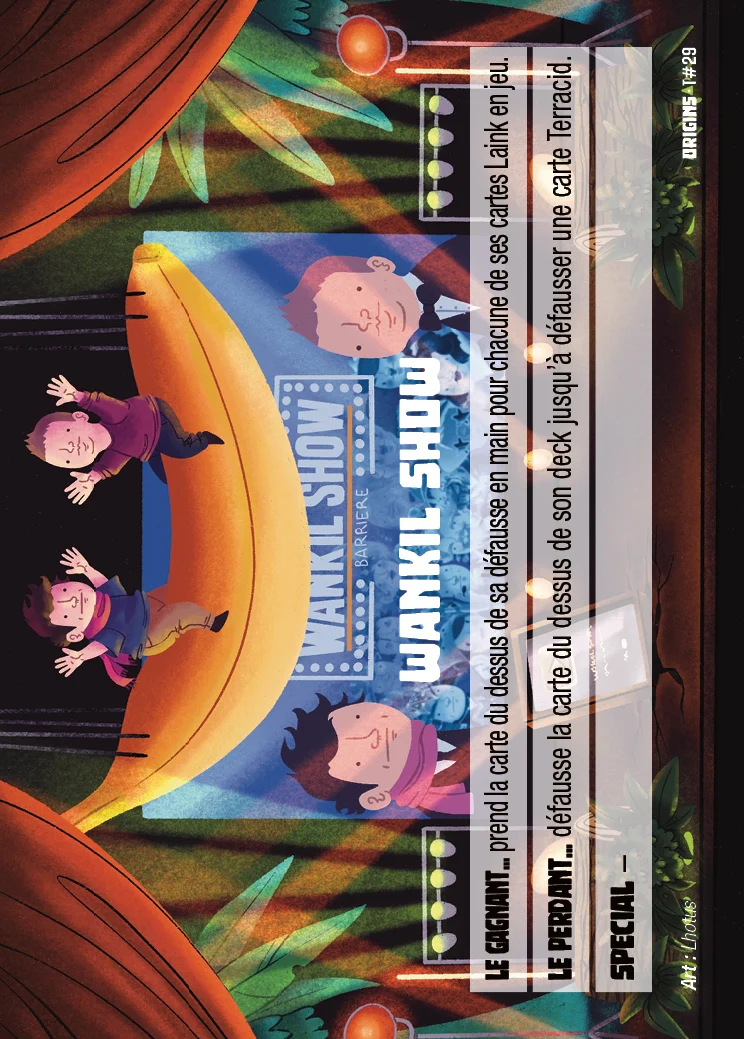 WANKIL SHOW
BARRIERE
WANKIL SHOW
LE GAGNANT... prend la carte du dessus de sa défausse en main pour chacune de ses cartes Laink en jeu.
LE PERDANT... défausse la carte du dessus de son deck jusqu'à défausser une carte Terracid.
SPECIAL –
Art : Lhotus
ORIGINS T#29